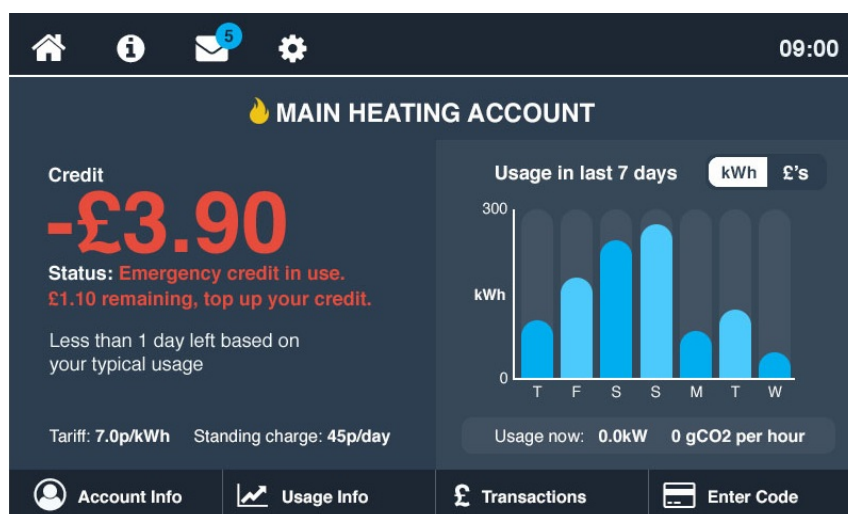 5
09:00
MAIN HEATING ACCOUNT
Credit
-£3.90
Status: Emergency credit in use.
£1.10 remaining, top up your credit.
Less than 1 day left based on
your typical usage
Tariff: 7.0p/kWh Standing charge: 45p/day
Usage in last 7 days
kWh £'s
300
kWh
0
T F S S M T W
Usage now: 0.0kW 0 gCO2 per hour
Account Info
Usage Info
£ Transactions
Enter Code